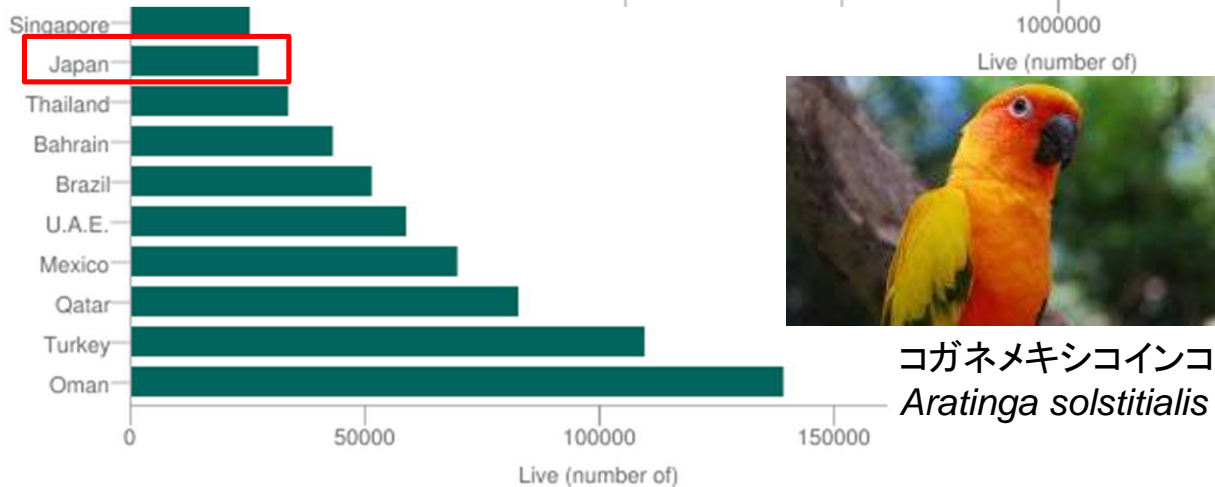 Singapore
Japan
Thailand
Bahrain
Brazil
U.A.E.
Mexico
Qatar
Turkey
Oman
0 50000 100000 150000
Live (number of)
1000000
Live (number of)
コガネメキシコインコ
Aratinga solstitialis